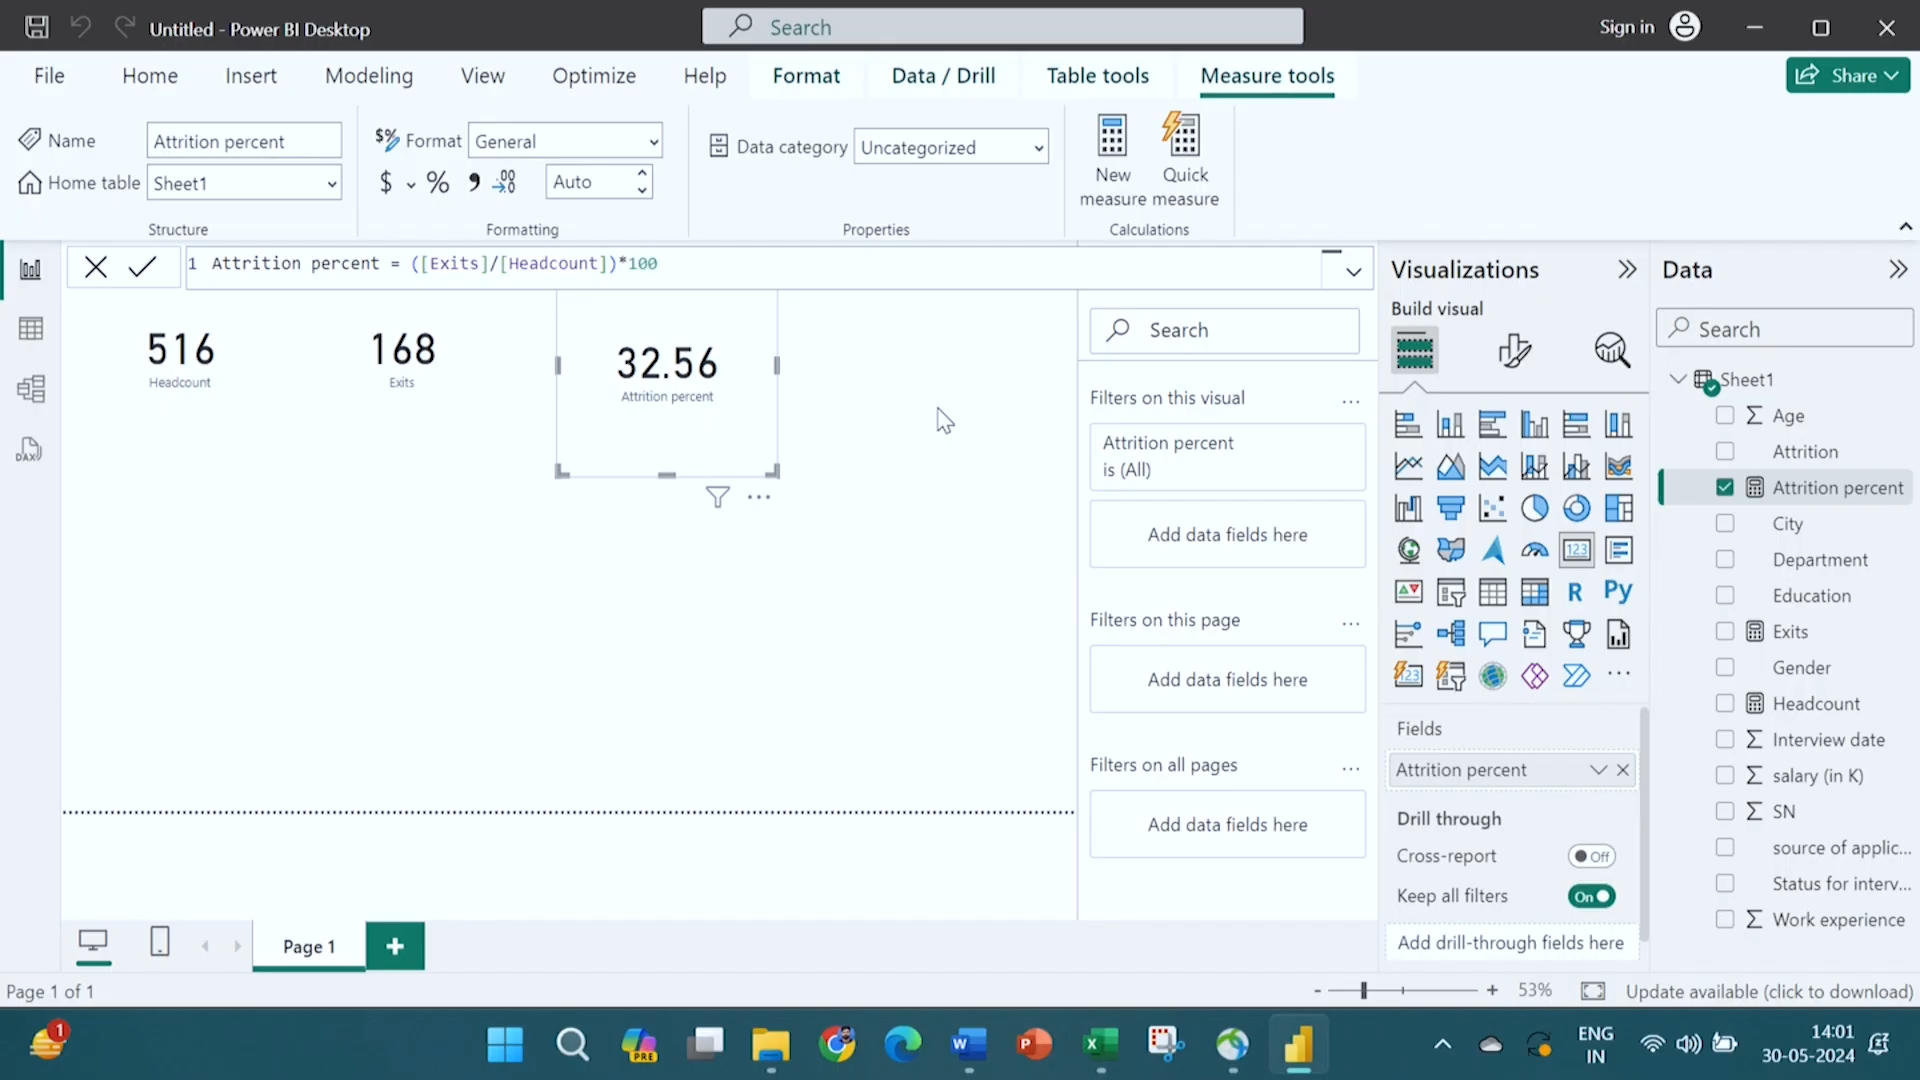 Untitled - Power BI Desktop
Search
Sign in
File
Home
Insert
Modeling
View
Optimize
Help
Format
Data / Drill
Table tools
Measure tools
Share
Name
Attrition percent
Format
General
Data category
Uncategorized
New measure
Quick measure
Home table
Sheet1
$
%
Auto
Structure
Formatting
Properties
Calculations
1 Attrition percent = ([Exits]/[Headcount])*100
516
Headcount
168
Exits
32.56
Attrition percent
Search
Filters on this visual
...
Attrition percent
is (All)
Add data fields here
Filters on this page
...
Add data fields here
Filters on all pages
...
Add data fields here
Visualizations
Build visual
123
R
Py
123
...
Fields
Attrition percent
Drill through
Cross-report
Off
Keep all filters
On
Add drill-through fields here
Data
Search
Sheet1
Age
Attrition
Attrition percent
City
Department
Education
Exits
Gender
Headcount
Interview date
salary (in K)
SN
source of applic...
Status for interv...
Work experience
DAX
Page 1
+
Page 1 of 1
-
+
53%
Update available (click to download)
1
PRE
W
P
X
ENG
IN
14:01
30-05-2024